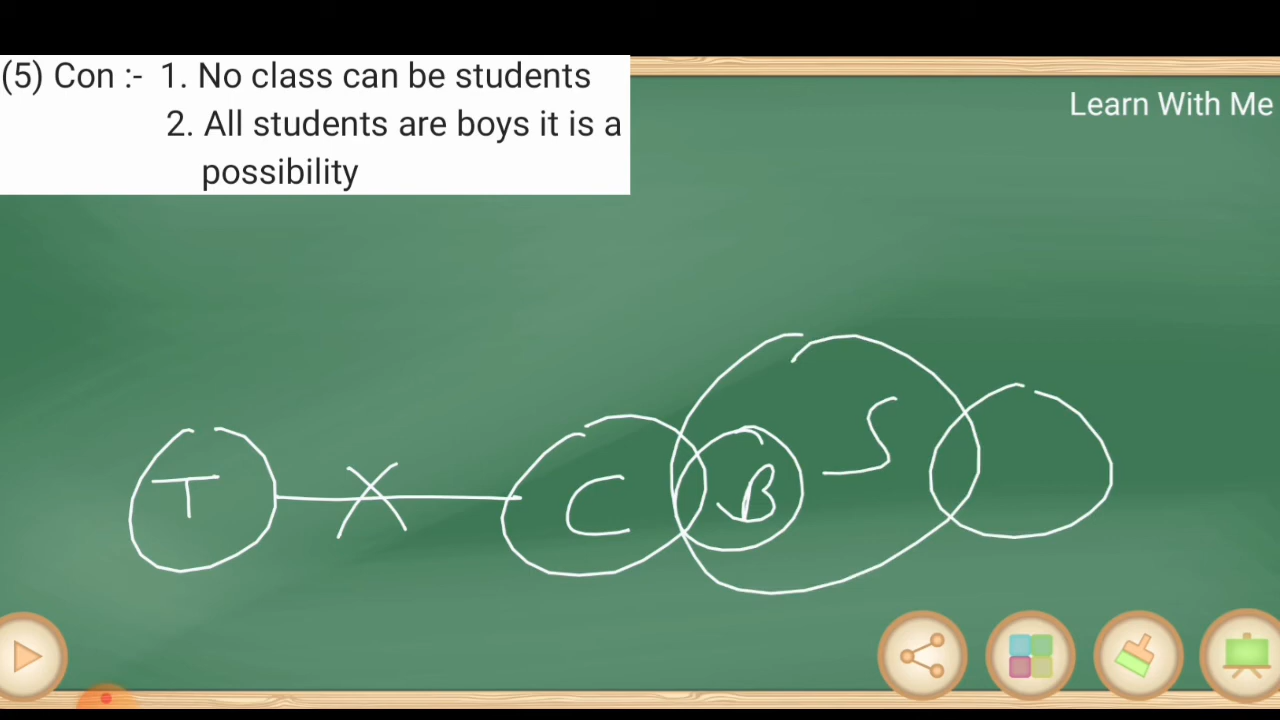 (5) Con :- 1. No class can be students
2. All students are boys it is a
possibility
Learn With Me
T X C B S